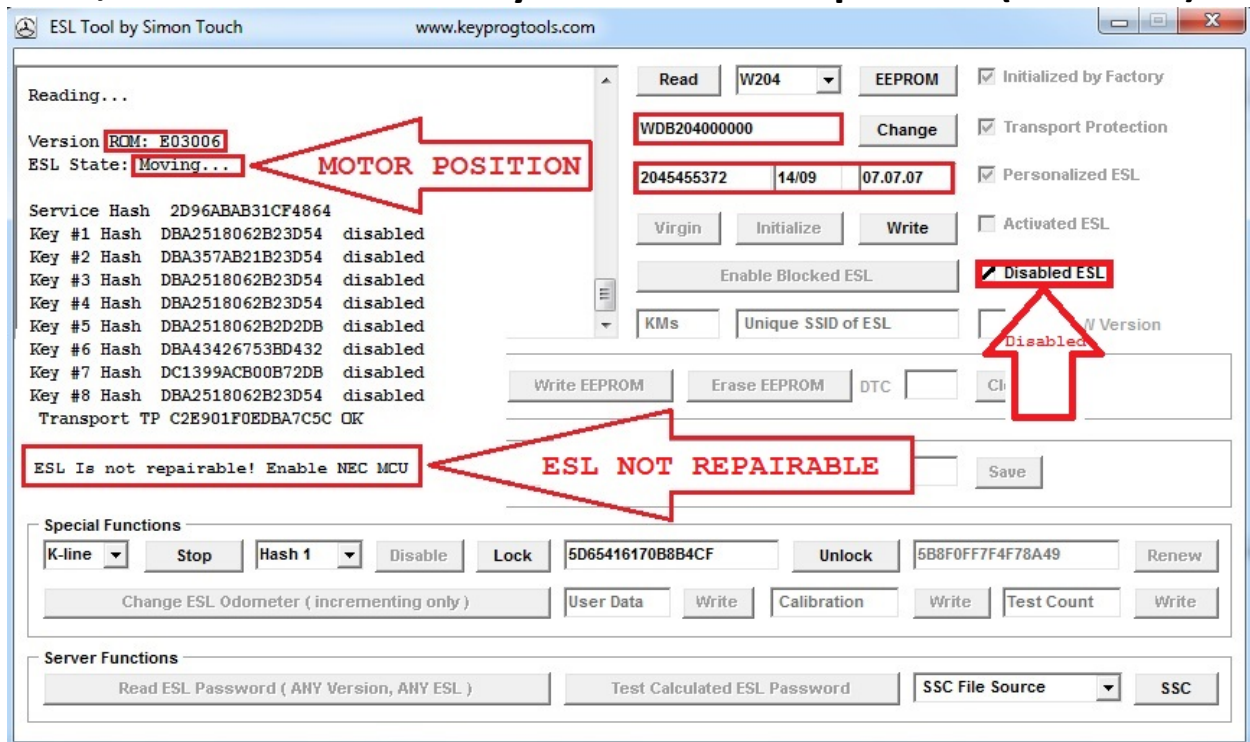 ESL Tool by Simon Touch www.keyprogtools.com
Reading...
Version ROM: E03006
ESL State: Moving...
MOTOR POSITION
Service Hash 2D96ABAB31CF4864
Key #1 Hash DBA2518062B23D54 disabled
Key #2 Hash DBA357AB21B23D54 disabled
Key #3 Hash DBA2518062B23D54 disabled
Key #4 Hash DBA2518062B23D54 disabled
Key #5 Hash DBA2518062B2D2DB disabled
Key #6 Hash DBA43426753BD432 disabled
Key #7 Hash DC1399ACB00B72DB disabled
Key #8 Hash DBA2518062B23D54 disabled
Transport TP C2E901F0EDBA7C5C OK
ESL Is not repairable! Enable NEC MCU
ESL NOT REPAIRABLE
Read W204 EEPROM Initialized by Factory
WDB204000000 Change Transport Protection
2045455372 14/09 07.07.07 Personalized ESL
Virgin Initialize Write Activated ESL
Enable Blocked ESL Disabled ESL
KMs Unique SSID of ESL Version
Disabled
Write EEPROM Erase EEPROM DTC
Save
Special Functions
K-line Stop Hash 1 Disable Lock 5D65416170B8B4CF Unlock 5B8F0FF7F4F78A49 Renew
Change ESL Odometer ( incrementing only ) User Data Write Calibration Write Test Count Write
Server Functions
Read ESL Password ( ANY Version, ANY ESL ) Test Calculated ESL Password SSC File Source SSC